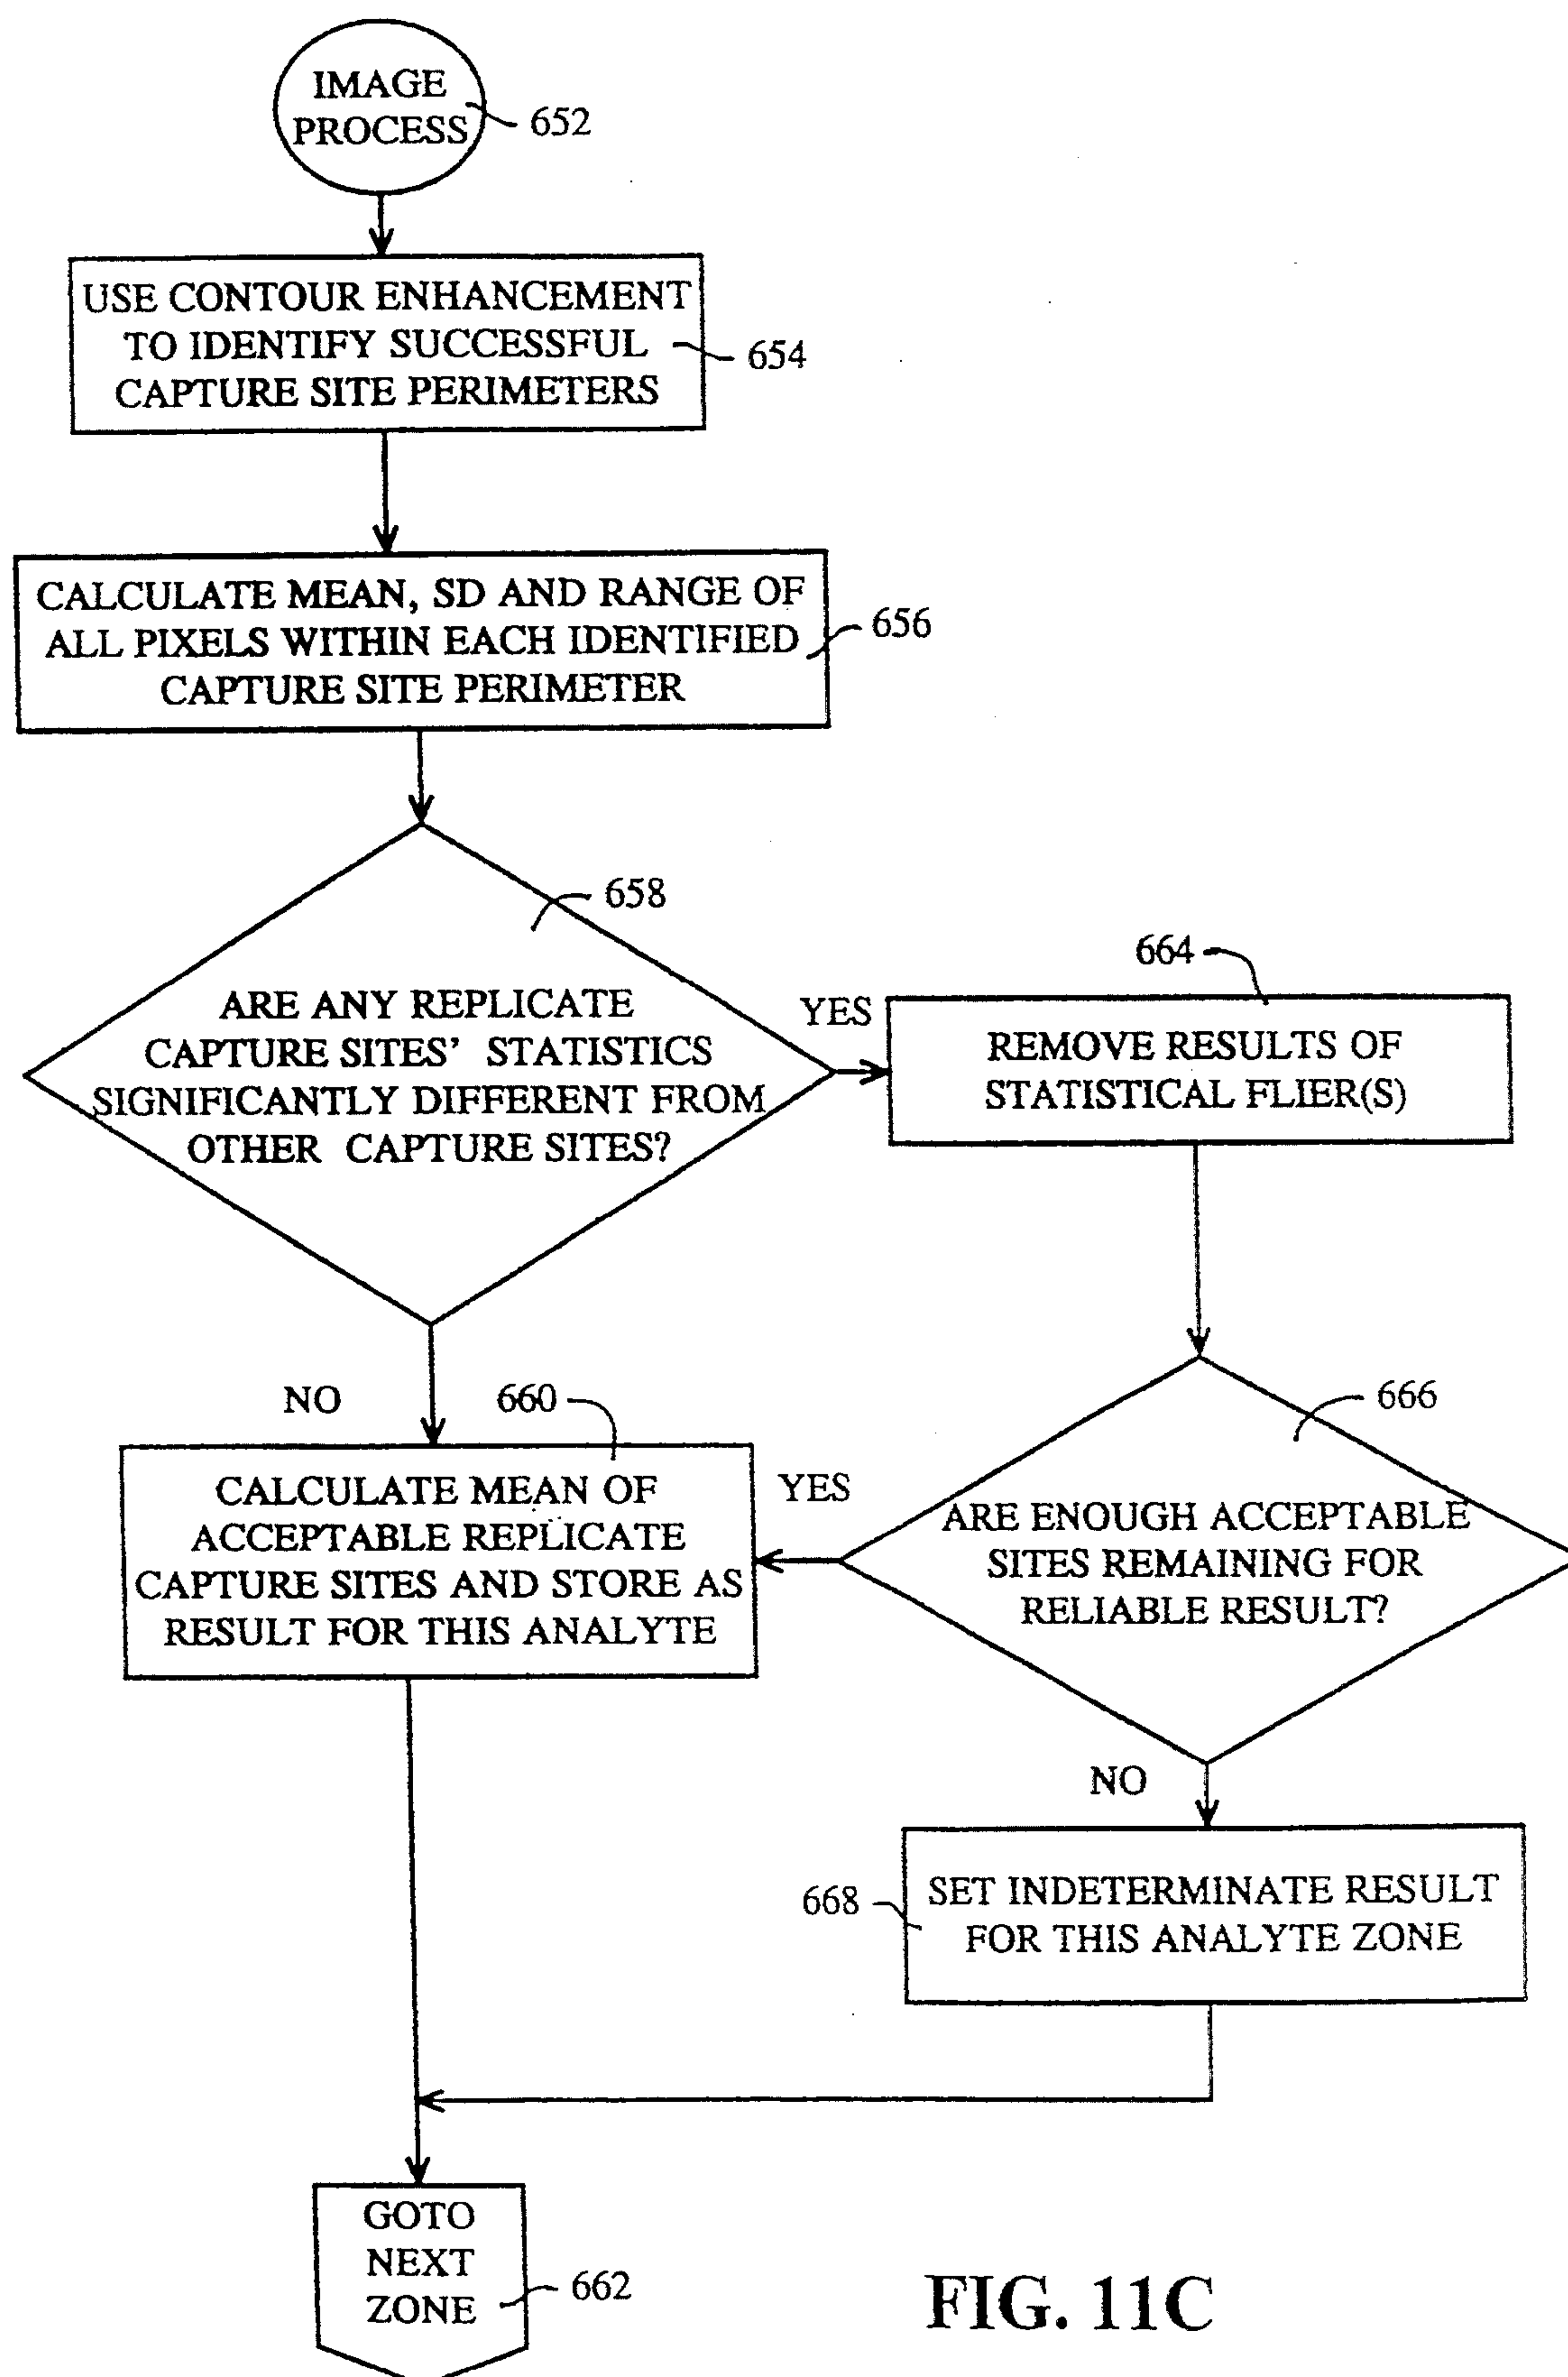 IMAGE
PROCESS
652
USE CONTOUR ENHANCEMENT
TO IDENTIFY SUCCESSFUL
CAPTURE SITE PERIMETERS
654
CALCULATE MEAN, SD AND RANGE OF
ALL PIXELS WITHIN EACH IDENTIFIED
CAPTURE SITE PERIMETER
656
658
ARE ANY REPLICATE
CAPTURE SITES' STATISTICS
SIGNIFICANTLY DIFFERENT FROM
OTHER CAPTURE SITES?
YES
664
REMOVE RESULTS OF
STATISTICAL FLIER(S)
NO
660
CALCULATE MEAN OF
ACCEPTABLE REPLICATE
CAPTURE SITES AND STORE AS
RESULT FOR THIS ANALYTE
YES
666
ARE ENOUGH ACCEPTABLE
SITES REMAINING FOR
RELIABLE RESULT?
NO
668
SET INDETERMINATE RESULT
FOR THIS ANALYTE ZONE
GOTO
NEXT
ZONE
662
FIG. 11C